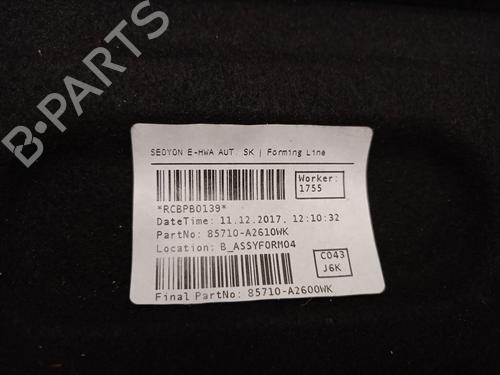 B-PARTS
SEOYON E-HWA AUT. SK | Forming Line
Worker:
1755
*RCBPB0139*
DateTime: 11.12.2017, 12:10:32
PartNo: 85710-A2610WK
Location: B_ASSYFORM04
C043
J6K
Final PartNo: 85710-A2600WK